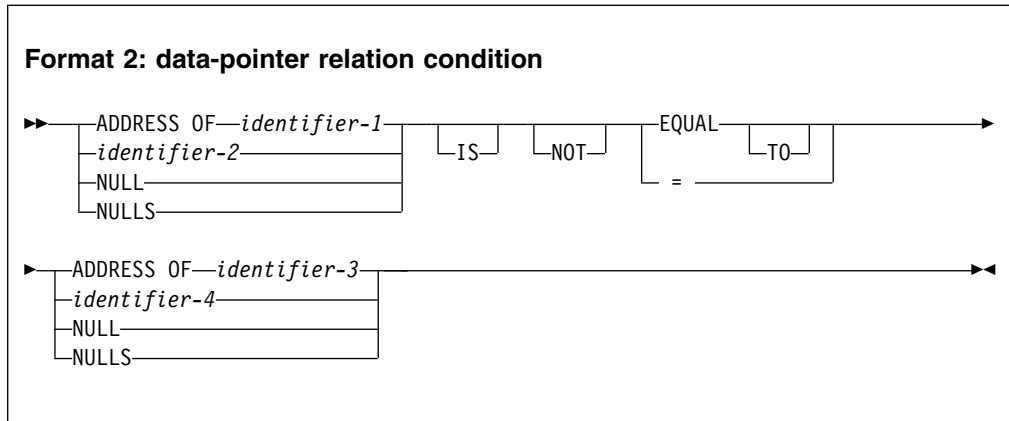 Format 2: data-pointer relation condition
ADDRESS OF identifier-1 IS NOT EQUAL TO
identifier-2 =
NULL
NULLS
ADDRESS OF identifier-3
identifier-4
NULL
NULLS